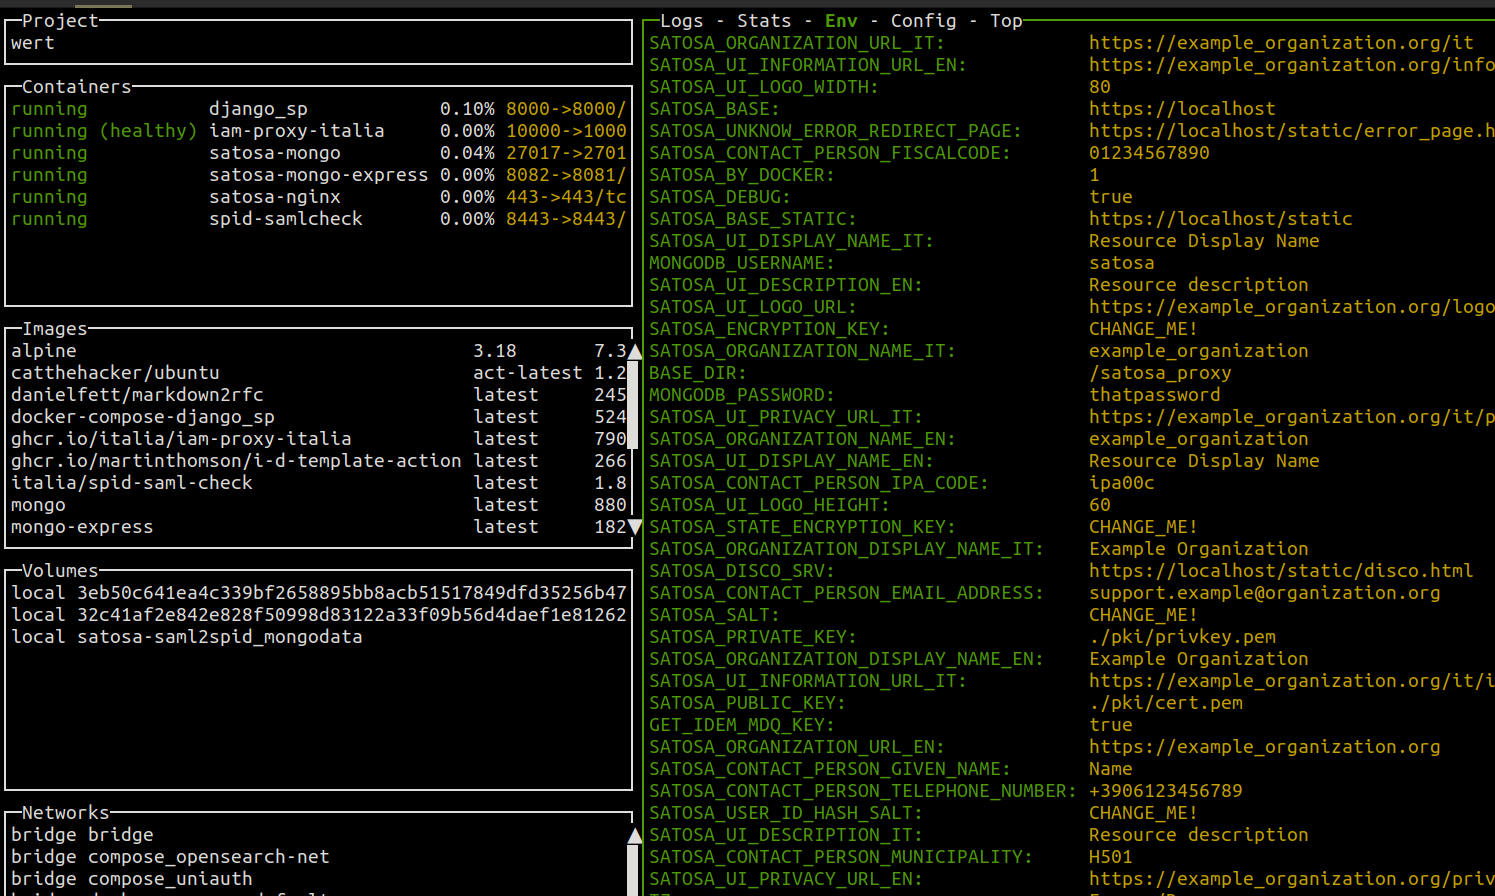 Project
wert
Containers
running django_sp 0.10% 8000->8000/
running (healthy) iam-proxy-italia 0.00% 10000->1000
running satosa-mongo 0.04% 27017->2701
running satosa-mongo-express 0.00% 8082->8081/
running satosa-nginx 0.00% 443->443/tc
running spid-samlcheck 0.00% 8443->8443/
Images
alpine 3.18 7.3
catthehacker/ubuntu act-latest 1.2
danielfett/markdown2rfc latest 245
docker-compose-django_sp latest 524
ghcr.io/italia/iam-proxy-italia latest 790
ghcr.io/martinthomson/i-d-template-action latest 266
italia/spid-saml-check latest 1.8
mongo latest 880
mongo-express latest 182
Volumes
local 3eb50c641ea4c339bf2658895bb8acb51517849dfd35256b47
local 32c41af2e842e828f50998d83122a33f09b56d4daef1e81262
local satosa-saml2spid_mongodata
Networks
bridge bridge
bridge compose_opensearch-net
bridge compose_uniauth
Logs - Stats - Env - Config - Top
SATOSA_ORGANIZATION_URL_IT: https://example_organization.org/it
SATOSA_UI_INFORMATION_URL_EN: https://example_organization.org/info
SATOSA_UI_LOGO_WIDTH: 80
SATOSA_BASE: https://localhost
SATOSA_UNKNOW_ERROR_REDIRECT_PAGE: https://localhost/static/error_page.h
SATOSA_CONTACT_PERSON_FISCALCODE: 01234567890
SATOSA_BY_DOCKER: 1
SATOSA_DEBUG: true
SATOSA_BASE_STATIC: https://localhost/static
SATOSA_UI_DISPLAY_NAME_IT: Resource Display Name
MONGODB_USERNAME: satosa
SATOSA_UI_DESCRIPTION_EN: Resource description
SATOSA_UI_LOGO_URL: https://example_organization.org/logo
SATOSA_ENCRYPTION_KEY: CHANGE_ME!
SATOSA_ORGANIZATION_NAME_IT: example_organization
BASE_DIR: /satosa_proxy
MONGODB_PASSWORD: thatpassword
SATOSA_UI_PRIVACY_URL_IT: https://example_organization.org/it/p
SATOSA_ORGANIZATION_NAME_EN: example_organization
SATOSA_UI_DISPLAY_NAME_EN: Resource Display Name
SATOSA_CONTACT_PERSON_IPA_CODE: ipa00c
SATOSA_UI_LOGO_HEIGHT: 60
SATOSA_STATE_ENCRYPTION_KEY: CHANGE_ME!
SATOSA_ORGANIZATION_DISPLAY_NAME_IT: Example Organization
SATOSA_DISCO_SRV: https://localhost/static/disco.html
SATOSA_CONTACT_PERSON_EMAIL_ADDRESS: support.example@organization.org
SATOSA_SALT: CHANGE_ME!
SATOSA_PRIVATE_KEY: ./pki/privkey.pem
SATOSA_ORGANIZATION_DISPLAY_NAME_EN: Example Organization
SATOSA_UI_INFORMATION_URL_IT: https://example_organization.org/it/i
SATOSA_PUBLIC_KEY: ./pki/cert.pem
GET_IDEM_MDQ_KEY: true
SATOSA_ORGANIZATION_URL_EN: https://example_organization.org
SATOSA_CONTACT_PERSON_GIVEN_NAME: Name
SATOSA_CONTACT_PERSON_TELEPHONE_NUMBER: +3906123456789
SATOSA_USER_ID_HASH_SALT: CHANGE_ME!
SATOSA_UI_DESCRIPTION_IT: Resource description
SATOSA_CONTACT_PERSON_MUNICIPALITY: H501
SATOSA_UI_PRIVACY_URL_EN: https://example_organization.org/priv